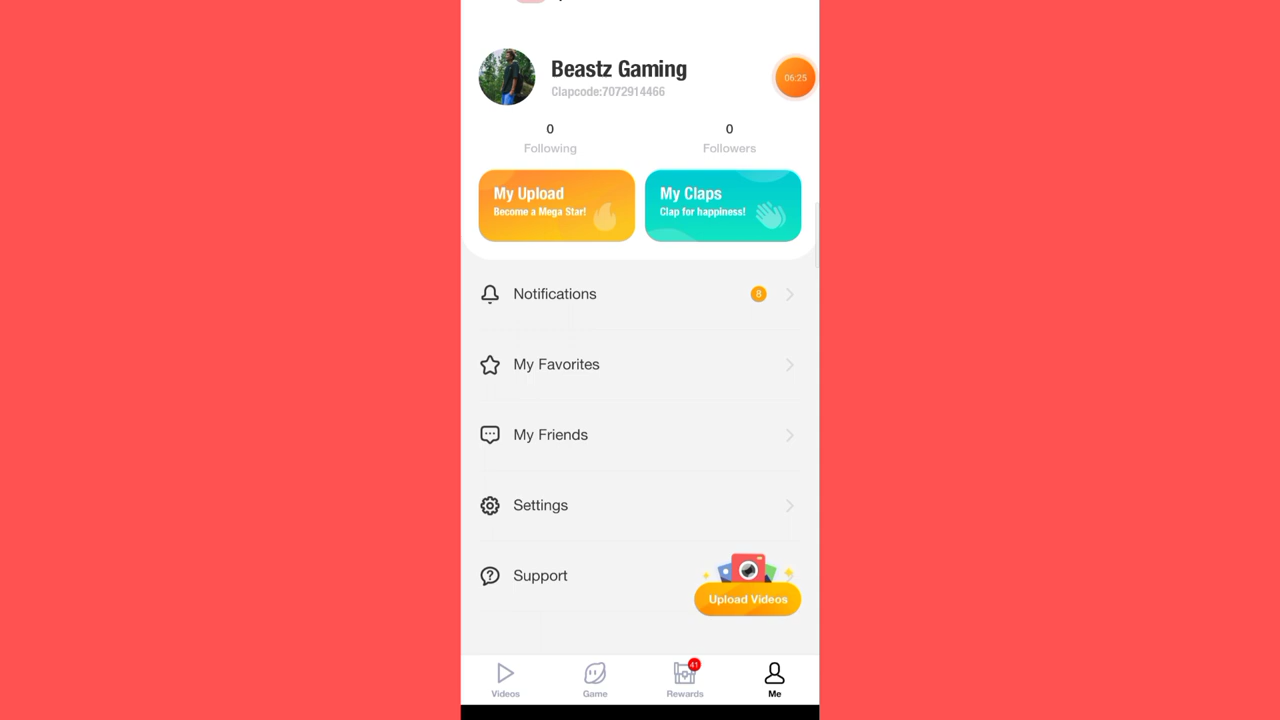 Beastz Gaming
Clapcode:7072914466
06:25
0
Following
0
Followers
My Upload
Become a Mega Star!
My Claps
Clap for happiness!
Notifications
8
My Favorites
My Friends
Settings
Support
Upload Videos
41
Videos
Game
Rewards
Me